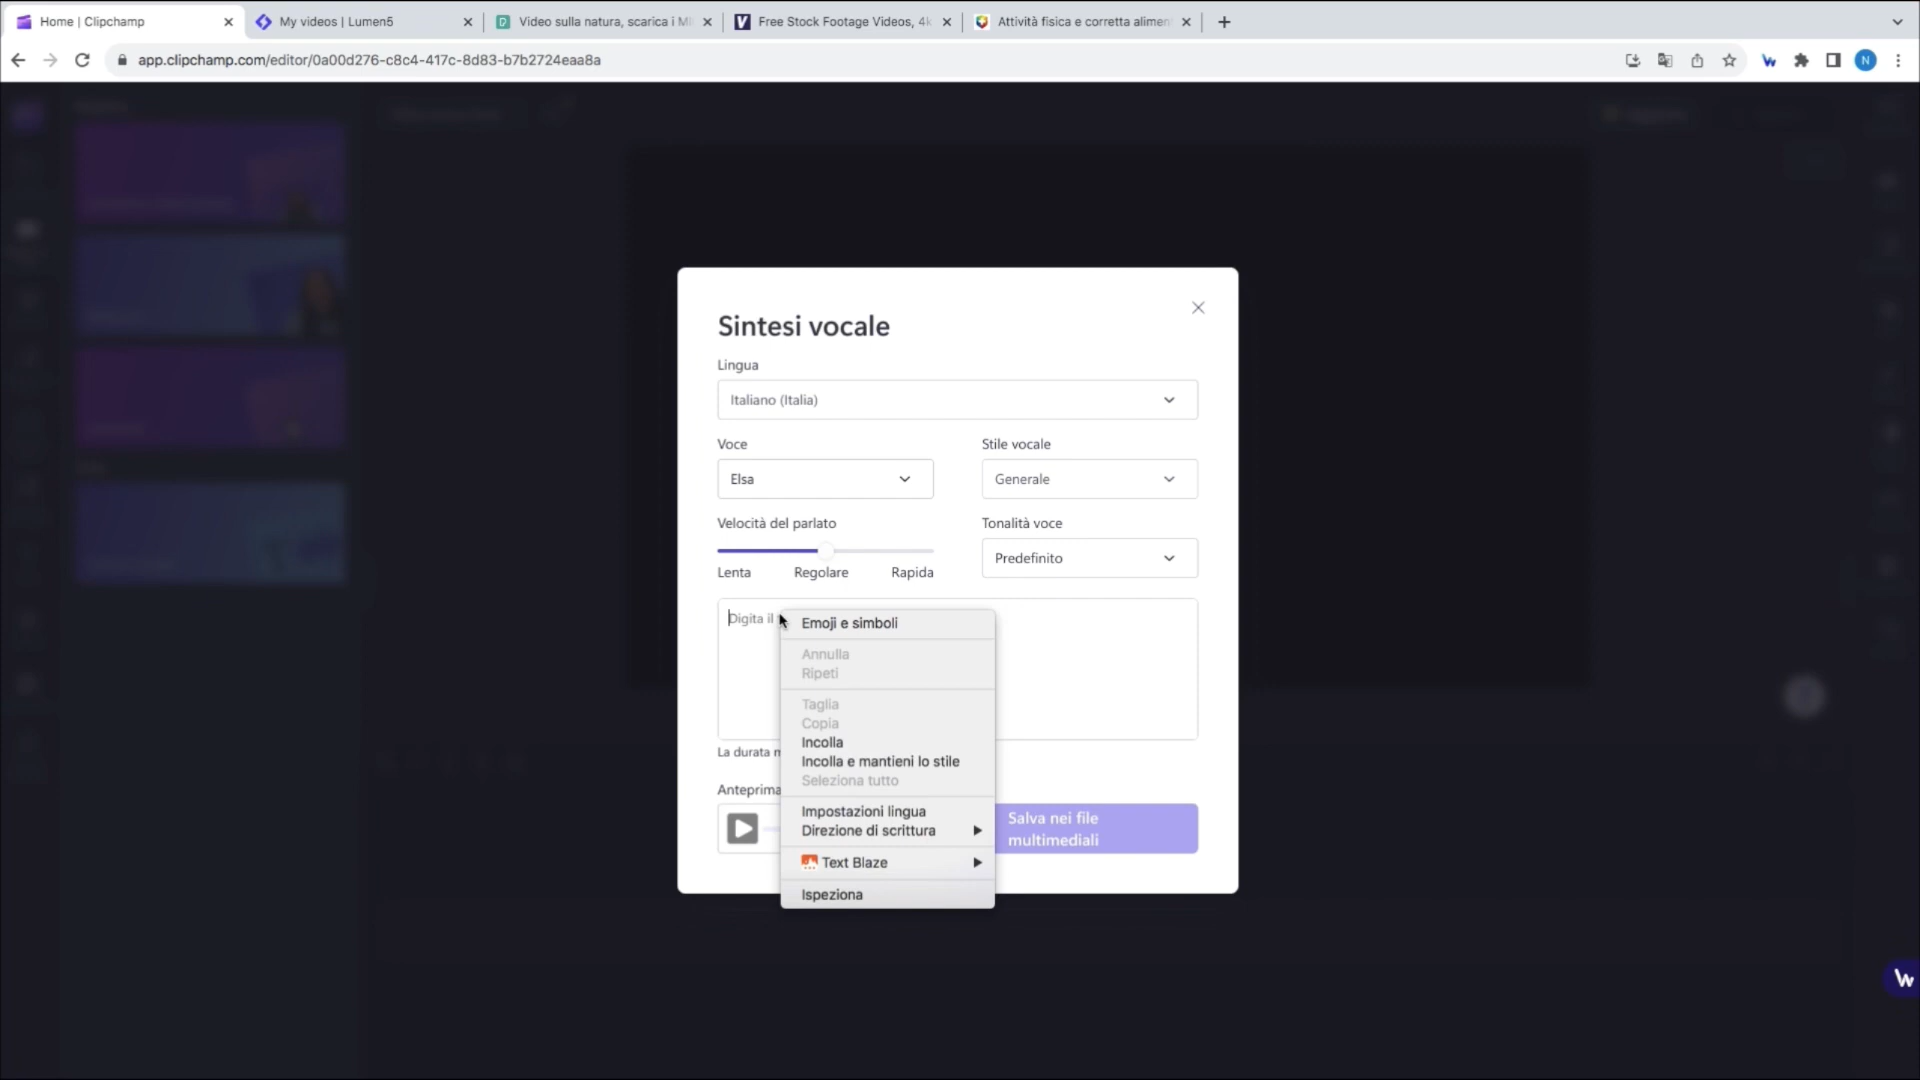 Home | Clipchamp
My videos | Lumen5
Video sulla natura, scarica i Mi
Free Stock Footage Videos, 4k
Attività fisica e corretta alimen
app.clipchamp.com/editor/0a00d276-c8c4-417c-8d83-b7b2724eaa8a
N
Sintesi vocale
Lingua
Italiano (Italia)
Voce
Stile vocale
Elsa
Generale
Velocità del parlato
Tonalità voce
Predefinito
Lenta
Regolare
Rapida
Digita il
Emoji e simboli
Annulla
Ripeti
Taglia
Copia
Incolla
Incolla e mantieni lo stile
Seleziona tutto
Impostazioni lingua
Direzione di scrittura
Text Blaze
Ispeziona
La durata m
Anteprima
Salva nei file
multimediali